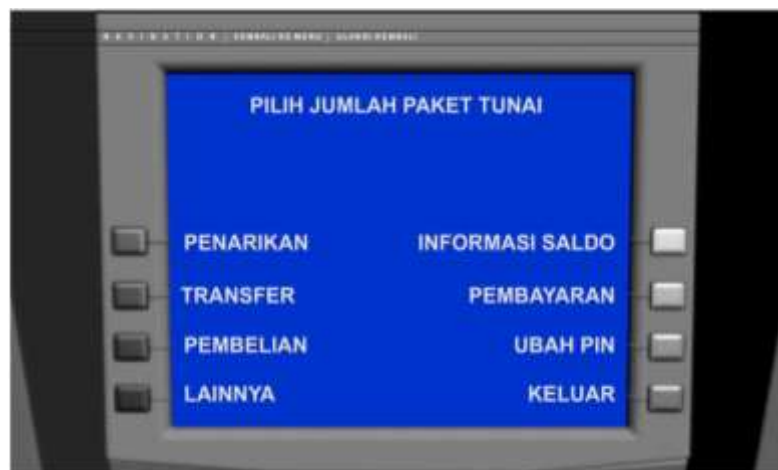 PILIH JUMLAH PAKET TUNAI
PENARIKAN
INFORMASI SALDO
TRANSFER
PEMBAYARAN
PEMBELIAN
UBAH PIN
LAINNYA
KELUAR